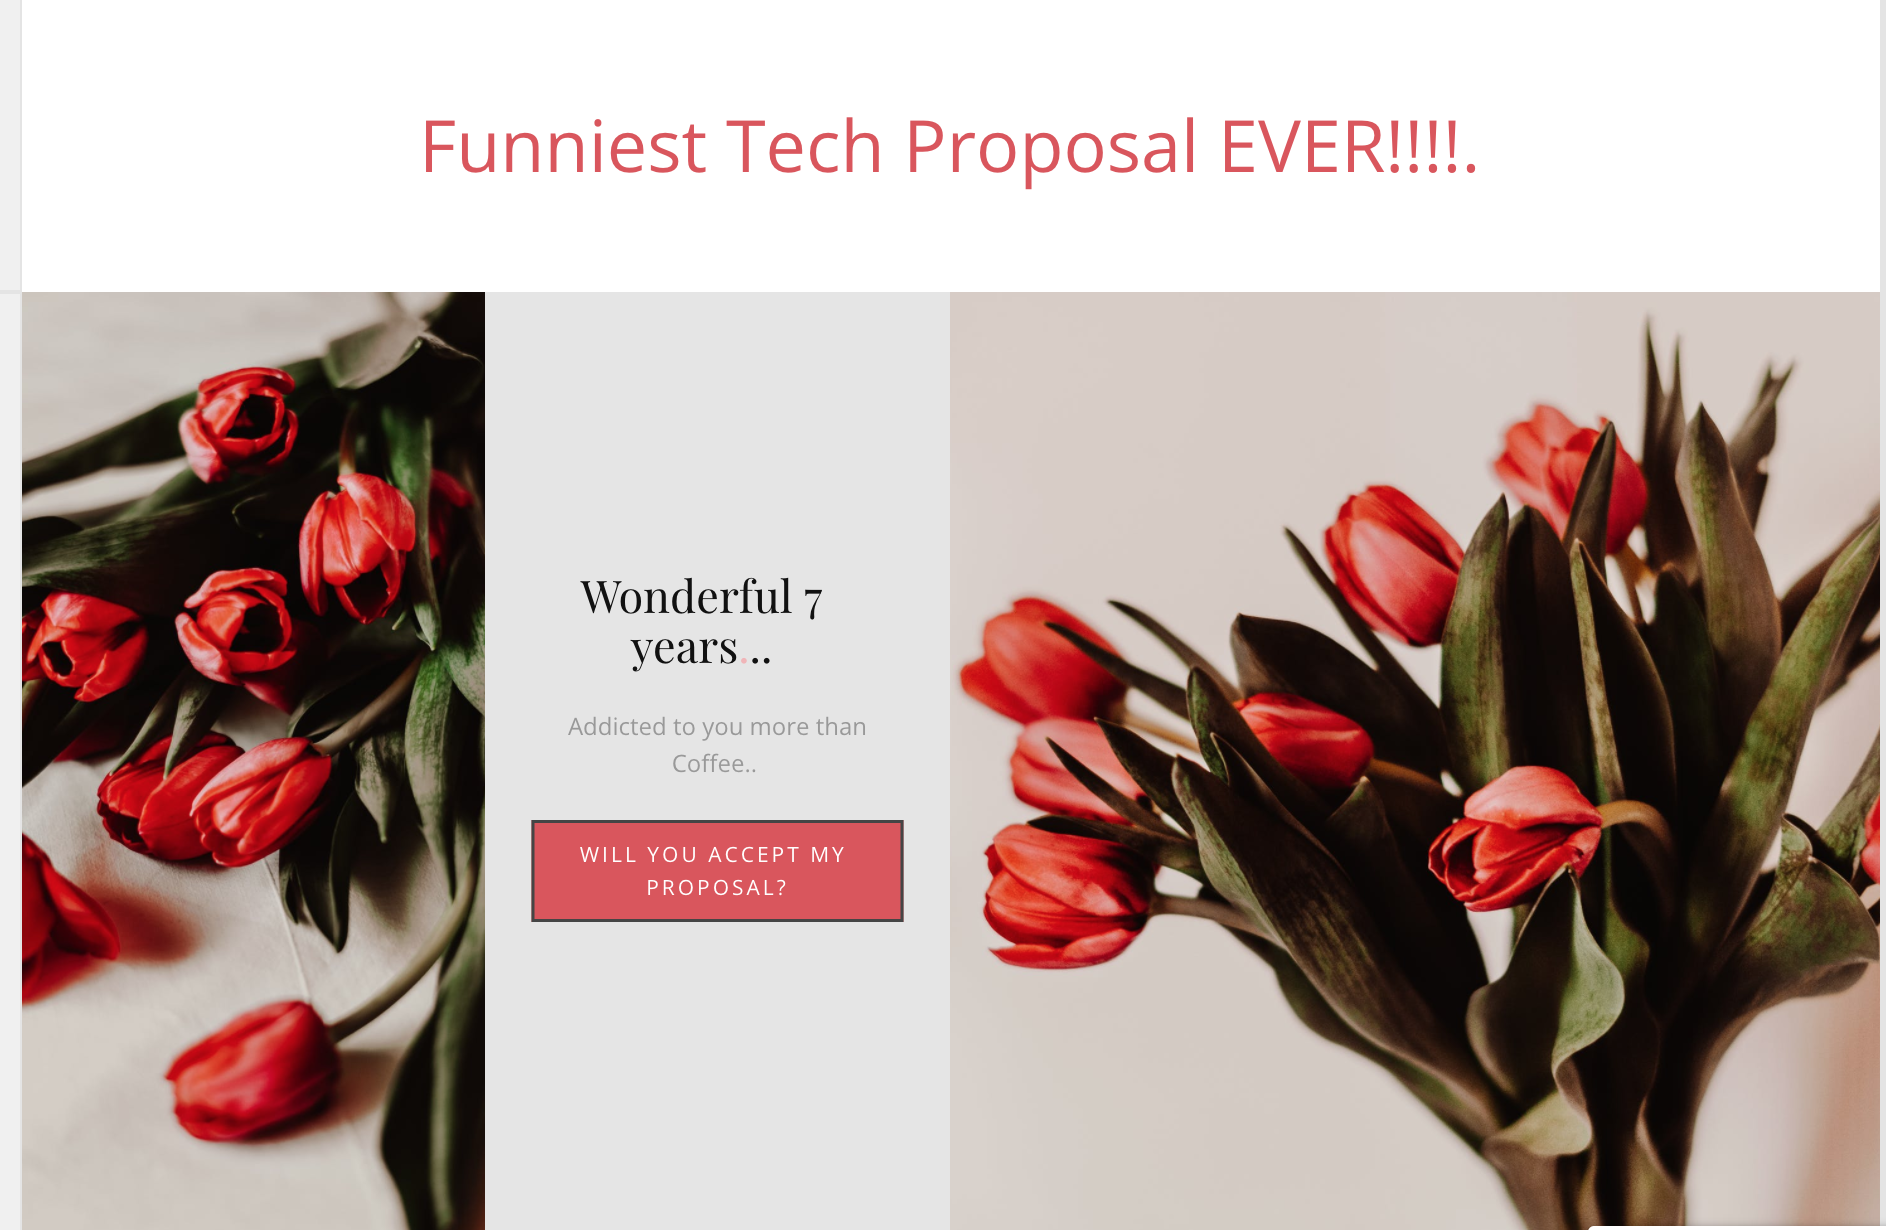 Funniest Tech Proposal EVER!!!!.
Wonderful 7
years...
Addicted to you more than
Coffee..
WILL YOU ACCEPT MY
PROPOSAL?